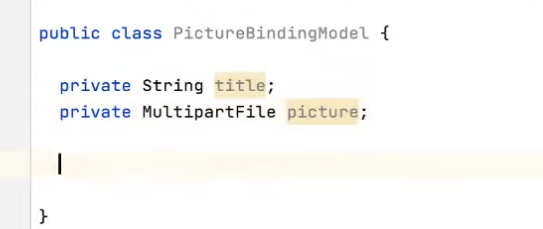 public class PictureBindingModel {
private String title;
private MultipartFile picture;
}